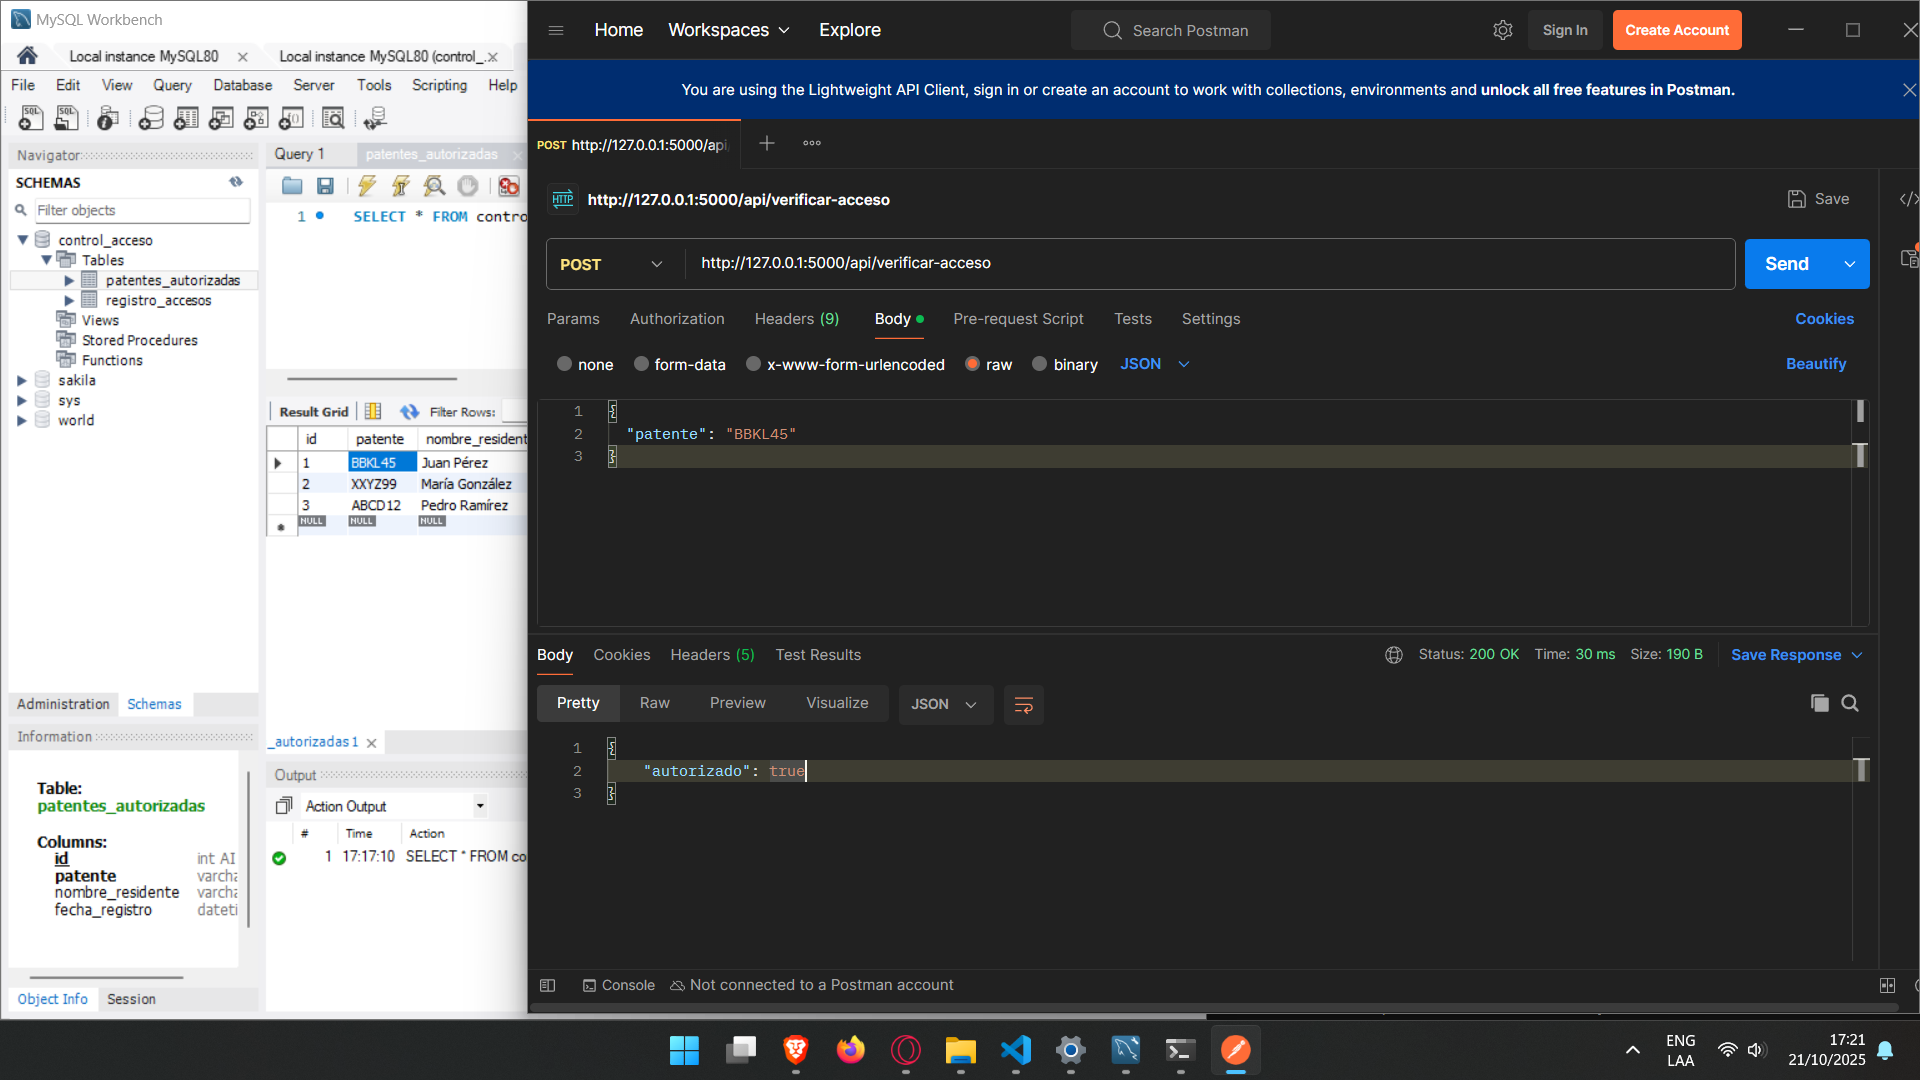 MySQL Workbench
Local instance MySQL80
Local instance MySQL80 (control_
File Edit View Query Database Server Tools Scripting Help
Navigator
SCHEMAS
Filter objects
control_acceso
Tables
patentes_autorizadas
registro_accesos
Views
Stored Procedures
Functions
sakila
sys
world
Administration Schemas
Information
Table:
patentes_autorizadas
Columns:
id int AI
patente varcha
nombre_residente varcha
fecha_registro dateti
Object Info Session
Query 1 patentes_autorizadas
1 SELECT * FROM contro
Result Grid Filter Rows:
id patente nombre_resident
1 BBKL45 Juan Pérez
2 XXYZ99 María González
3 ABCD12 Pedro Ramírez
NULL NULL NULL
_autorizadas 1
Output
Action Output
# Time Action
1 17:17:10 SELECT * FROM co
Home Workspaces Explore
Search Postman
Sign In
Create Account
You are using the Lightweight API Client, sign in or create an account to work with collections, environments and unlock all free features in Postman.
POST http://127.0.0.1:5000/api
HTTP http://127.0.0.1:5000/api/verificar-acceso
Save
POST http://127.0.0.1:5000/api/verificar-acceso
Send
Params Authorization Headers (9) Body Pre-request Script Tests Settings
Cookies
none form-data x-www-form-urlencoded raw binary JSON
Beautify
1 {
2 "patente": "BBKL45"
3 }
Body Cookies Headers (5) Test Results
Status: 200 OK Time: 30 ms Size: 190 B Save Response
Pretty Raw Preview Visualize JSON
1 {
2 "autorizado": true
3 }
Console Not connected to a Postman account
ENG
LAA
17:21
21/10/2025